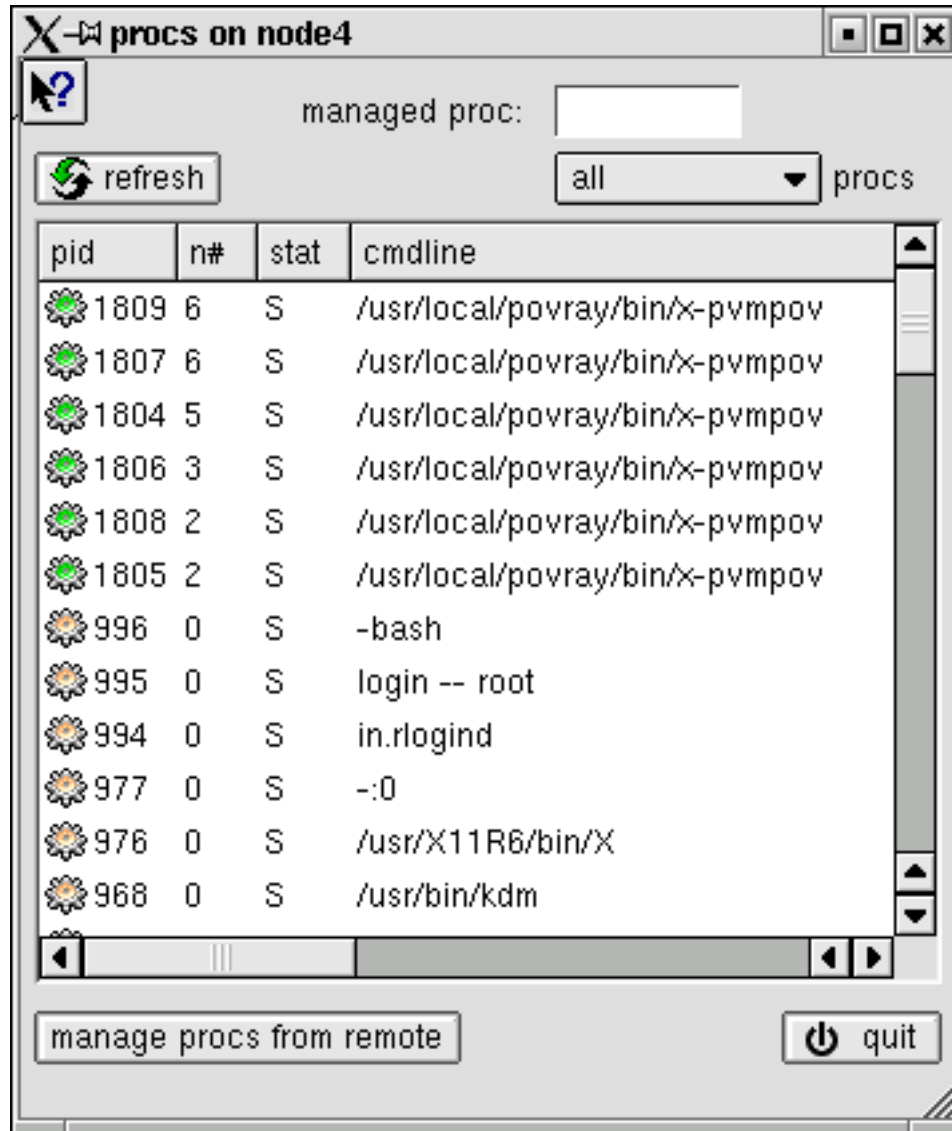 procs on node4
managed proc:
refresh all procs
pid n# stat cmdline
1809 6 S /usr/local/povray/bin/x-pvmpov
1807 6 S /usr/local/povray/bin/x-pvmpov
1804 5 S /usr/local/povray/bin/x-pvmpov
1806 3 S /usr/local/povray/bin/x-pvmpov
1808 2 S /usr/local/povray/bin/x-pvmpov
1805 2 S /usr/local/povray/bin/x-pvmpov
996 0 S -bash
995 0 S login -- root
994 0 S in.rlogind
977 0 S -:0
976 0 S /usr/X11R6/bin/X
968 0 S /usr/bin/kdm
manage procs from remote quit